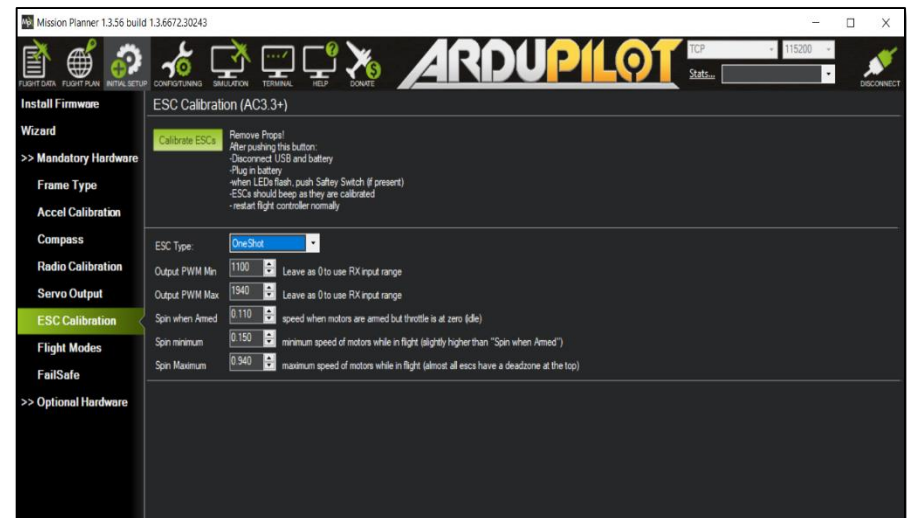 Mission Planner 1.3.56 build 1.3.6672.30243
FLIGHT DATA FLIGHT PLAN INITIAL SETUP CONFIG/TUNING SIMULATION TERMINAL HELP DONATE
ARDUPILOT
TCP 115200
Stats...
DISCONNECT
Install Firmware
Wizard
>> Mandatory Hardware
Frame Type
Accel Calibration
Compass
Radio Calibration
Servo Output
ESC Calibration
Flight Modes
FailSafe
>> Optional Hardware
ESC Calibration (AC3.3+)
Calibrate ESCs
Remove Props!
After pushing this button:
-Disconnect USB and battery
-Plug in battery
-when LEDs flash, push Saftey Switch (if present)
-ESCs should beep as they are calibrated
- restart flight controller normally
ESC Type: OneShot
Output PWM Min 1100 Leave as 0 to use RX input range
Output PWM Max 1940 Leave as 0 to use RX input range
Spin when Armed 0.110 speed when motors are armed but throttle is at zero (idle)
Spin minimum 0.150 minimum speed of motors while in flight (slightly higher than "Spin when Armed")
Spin Maximum 0.940 maximum speed of motors while in flight (almost all escs have a deadzone at the top)